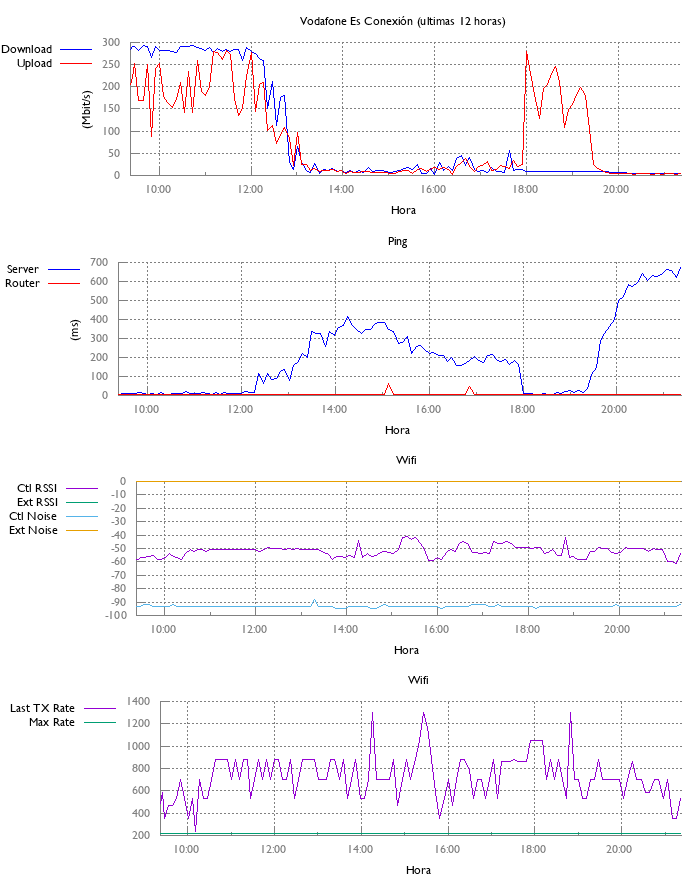 Vodafone Es Conexión (ultimas 12 horas)
Download
Upload
(Mbit/s)
300
250
200
150
100
50
0
10:00 12:00 14:00 16:00 18:00 20:00
Hora
Ping
Server
Router
(ms)
700
600
500
400
300
200
100
0
10:00 12:00 14:00 16:00 18:00 20:00
Hora
Wifi
Ctl RSSI
Ext RSSI
Ctl Noise
Ext Noise
0
-10
-20
-30
-40
-50
-60
-70
-80
-90
-100
10:00 12:00 14:00 16:00 18:00 20:00
Hora
Wifi
Last TX Rate
Max Rate
1400
1200
1000
800
600
400
200
10:00 12:00 14:00 16:00 18:00 20:00
Hora